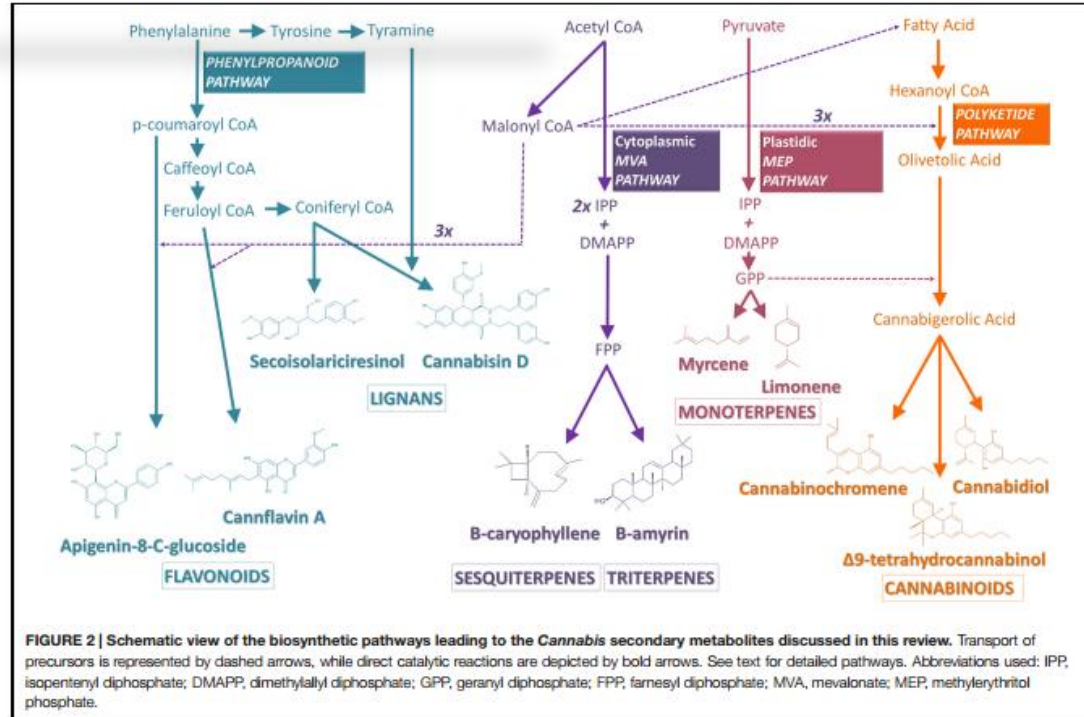 Phenylalanine Tyrosine Tyramine
PHENYLPROPANOID
PATHWAY
p-coumaroyl CoA
Caffeoyl CoA
Feruloyl CoA Coniferyl CoA
3x
Secoisolariciresinol Cannabisin D
LIGNANS
Cannflavin A
Apigenin-8-C-glucoside
FLAVONOIDS
Acetyl CoA
Malonyl CoA
Cytoplasmic
MVA
PATHWAY
2x IPP
+
DMAPP
FPP
B-caryophyllene B-amyrin
SESQUITERPENES TRITERPENES
Pyruvate
Plastidic
MEP
PATHWAY
IPP
+
DMAPP
GPP
Myrcene
Limonene
MONOTERPENES
Fatty Acid
Hexanoyl CoA
3x
POLYKETIDE
PATHWAY
Olivetolic Acid
Cannabigerolic Acid
Cannabinochromene Cannabidiol
Δ9-tetrahydrocannabinol
CANNABINOIDS
FIGURE 2 | Schematic view of the biosynthetic pathways leading to the Cannabis secondary metabolites discussed in this review. Transport of
precursors is represented by dashed arrows, while direct catalytic reactions are depicted by bold arrows. See text for detailed pathways. Abbreviations used: IPP,
isopentenyl diphosphate; DMAPP, dimethylallyl diphosphate; GPP, geranyl diphosphate; FPP, farnesyl diphosphate; MVA, mevalonate; MEP, methylerythritol
phosphate.